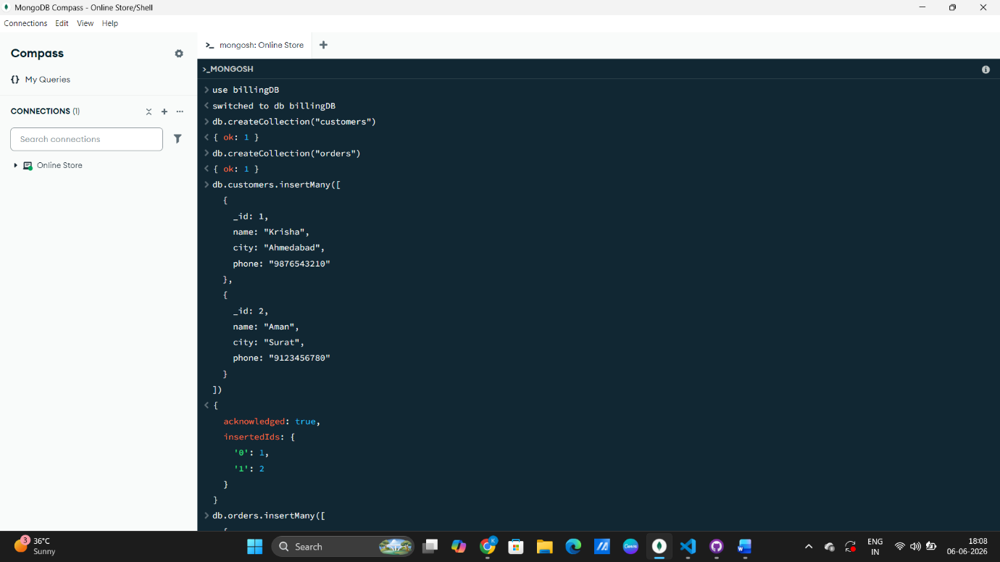 MongoDB Compass - Online Store/Shell
Connections Edit View Help
Compass
mongosh: Online Store
>_MONGOSH
{} My Queries
CONNECTIONS (1)
Search connections
Online Store
> use billingDB
< switched to db billingDB
> db.createCollection("customers")
< { ok: 1 }
> db.createCollection("orders")
< { ok: 1 }
> db.customers.insertMany([
{
_id: 1,
name: "Krisha",
city: "Ahmedabad",
phone: "9876543210"
},
{
_id: 2,
name: "Aman",
city: "Surat",
phone: "9123456780"
}
])
< {
acknowledged: true,
insertedIds: {
'0': 1,
'1': 2
}
}
> db.orders.insertMany([
{
3
36°C
Sunny
Search
K
Canva
W
ENG
IN
18:08
06-06-2026